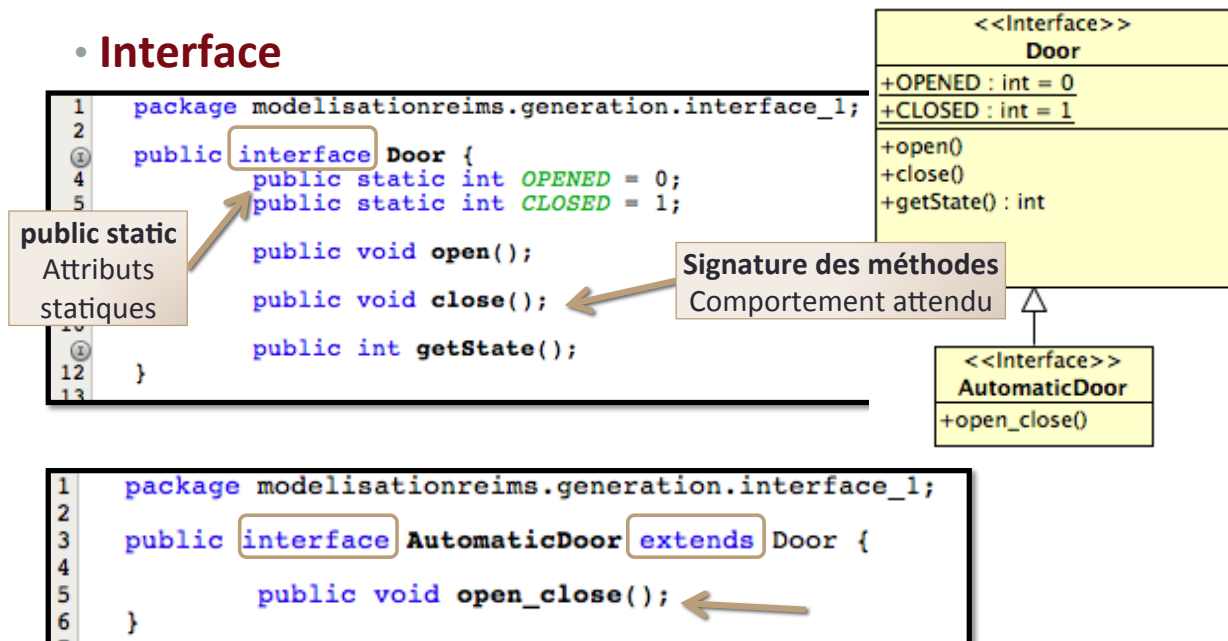 • Interface
1 package modelisationreims.generation.interface_1;
2
public interface Door {
4 public static int OPENED = 0;
5 public static int CLOSED = 1;
public void open();
public void close();
10
public int getState();
12 }
13
public static
Attributs
statiques
Signature des méthodes
Comportement attendu
<<Interface>>
Door
+OPENED : int = 0
+CLOSED : int = 1
+open()
+close()
+getState() : int
<<Interface>>
AutomaticDoor
+open_close()
1 package modelisationreims.generation.interface_1;
2
3 public interface AutomaticDoor extends Door {
4
5 public void open_close();
6 }